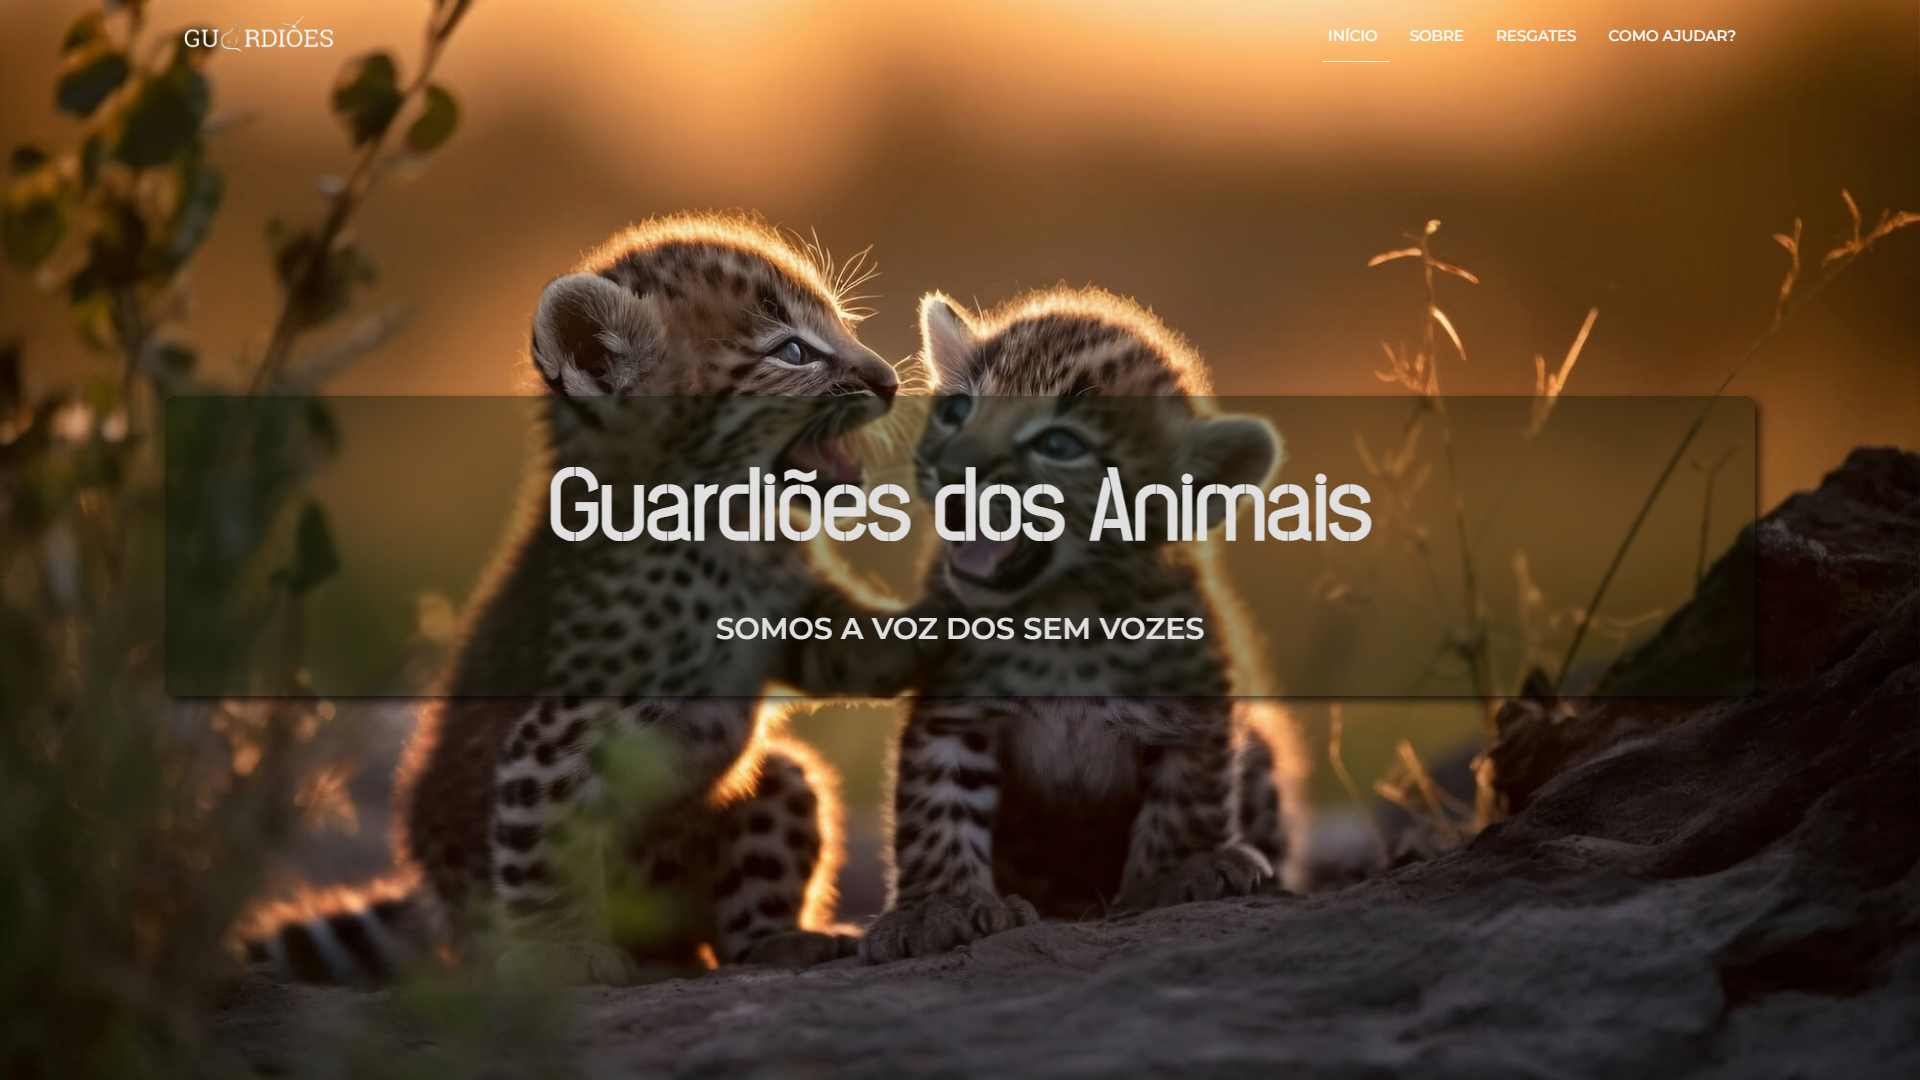 GUARDIÕES
INÍCIO SOBRE RESGATES COMO AJUDAR?
Guardiões dos Animais
SOMOS A VOZ DOS SEM VOZES